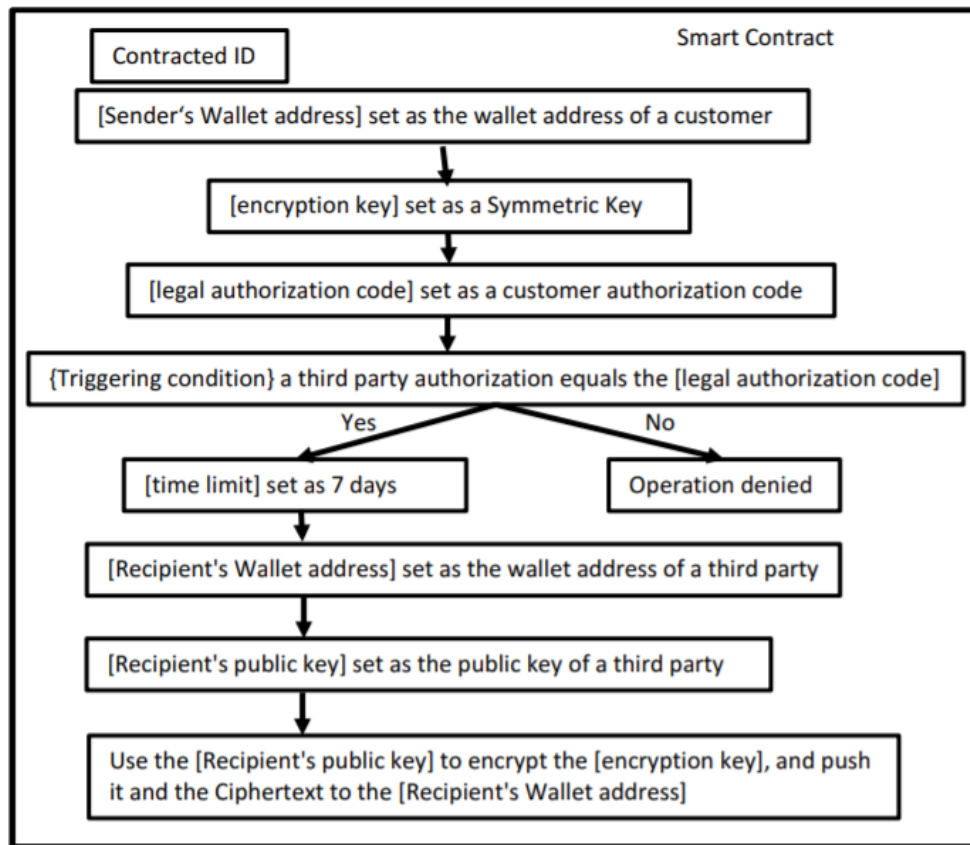 Smart Contract
Contracted ID
[Sender‘s Wallet address] set as the wallet address of a customer
[encryption key] set as a Symmetric Key
[legal authorization code] set as a customer authorization code
{Triggering condition} a third party authorization equals the [legal authorization code]
Yes
No
[time limit] set as 7 days
Operation denied
[Recipient's Wallet address] set as the wallet address of a third party
[Recipient's public key] set as the public key of a third party
Use the [Recipient's public key] to encrypt the [encryption key], and push
it and the Ciphertext to the [Recipient's Wallet address]